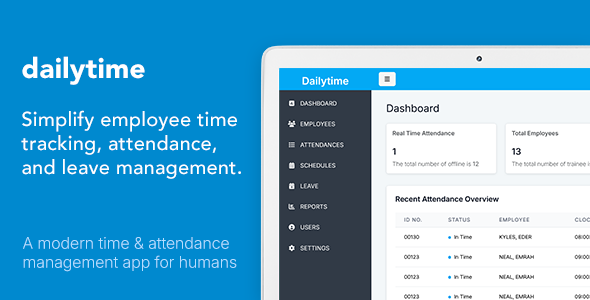 dailytime
Simplify employee time
tracking, attendance,
and leave management.
A modern time & attendance
management app for humans
Dailytime
DASHBOARD
EMPLOYEES
ATTENDANCES
SCHEDULES
LEAVE
REPORTS
USERS
SETTINGS
Dashboard
Real Time Attendance
1
The total number of offline is 12
Total Employees
13
The total number of trainee is
Recent Attendance Overview
ID NO. STATUS EMPLOYEE CLOC
00130 In Time KYLES, EDER 08:00
00123 In Time NEAL, EMRAH 09:00
00123 In Time NEAL, EMRAH 09:00
00123 In Time NEAL, EMRAH 09:00